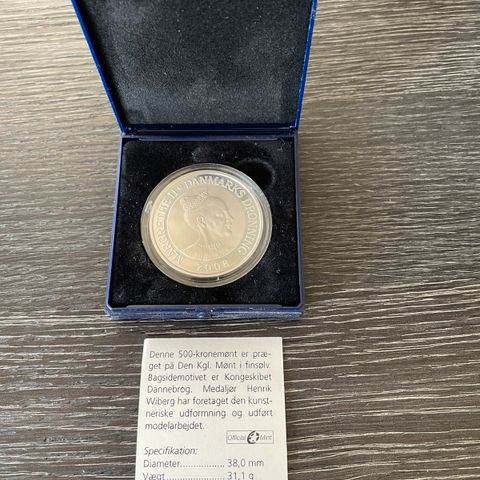 MARGRETHE II · DANMARKS DRONNING
2008
Denne 500-kronemønt er præ-
get på Den Kgl. Mønt i finsølv.
Bagsidemotivet er Kongeskibet
Dannebrog. Medaljør Henrik
Wiberg har foretaget den kunst-
neriske udformning og udført
modelarbejdet.
Official Mint
Specifikation:
Diameter................ 38,0 mm
Vægt .................... 31,1 g